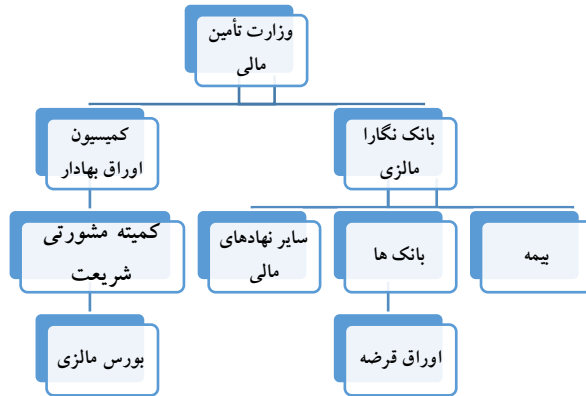 وزارت تأمین
مالی
بانک نگارا
مالزی
کمیسیون
اوراق بهادار
بیمه
بانک ها
سایر نهادهای
مالی
کمیته مشورتی
شریعت
اوراق قرضه
بورس مالزی